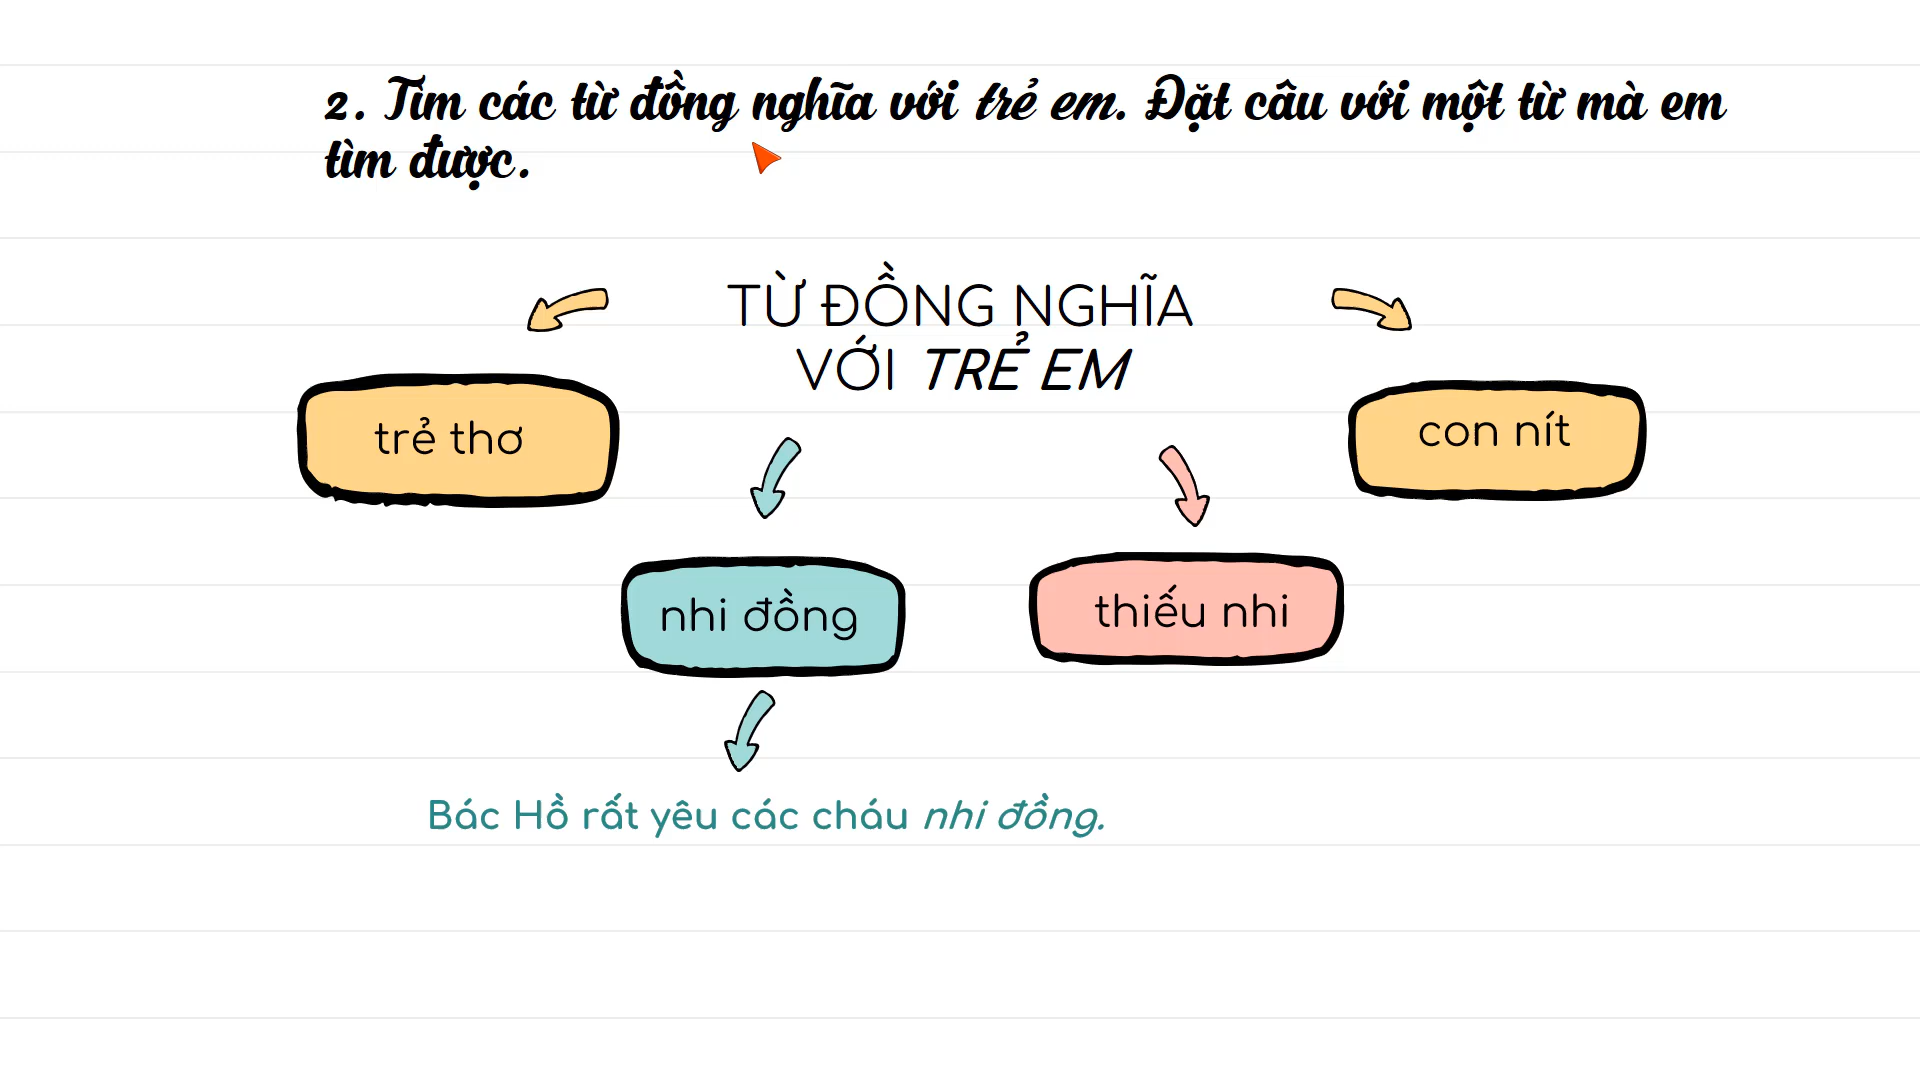 2. Tìm các từ đồng nghĩa với trẻ em. Đặt câu với một từ mà em
tìm được.
TỪ ĐỒNG NGHĨA
VỚI TRẺ EM
trẻ thơ
con nít
nhi đồng
thiếu nhi
Bác Hồ rất yêu các cháu nhi đồng.